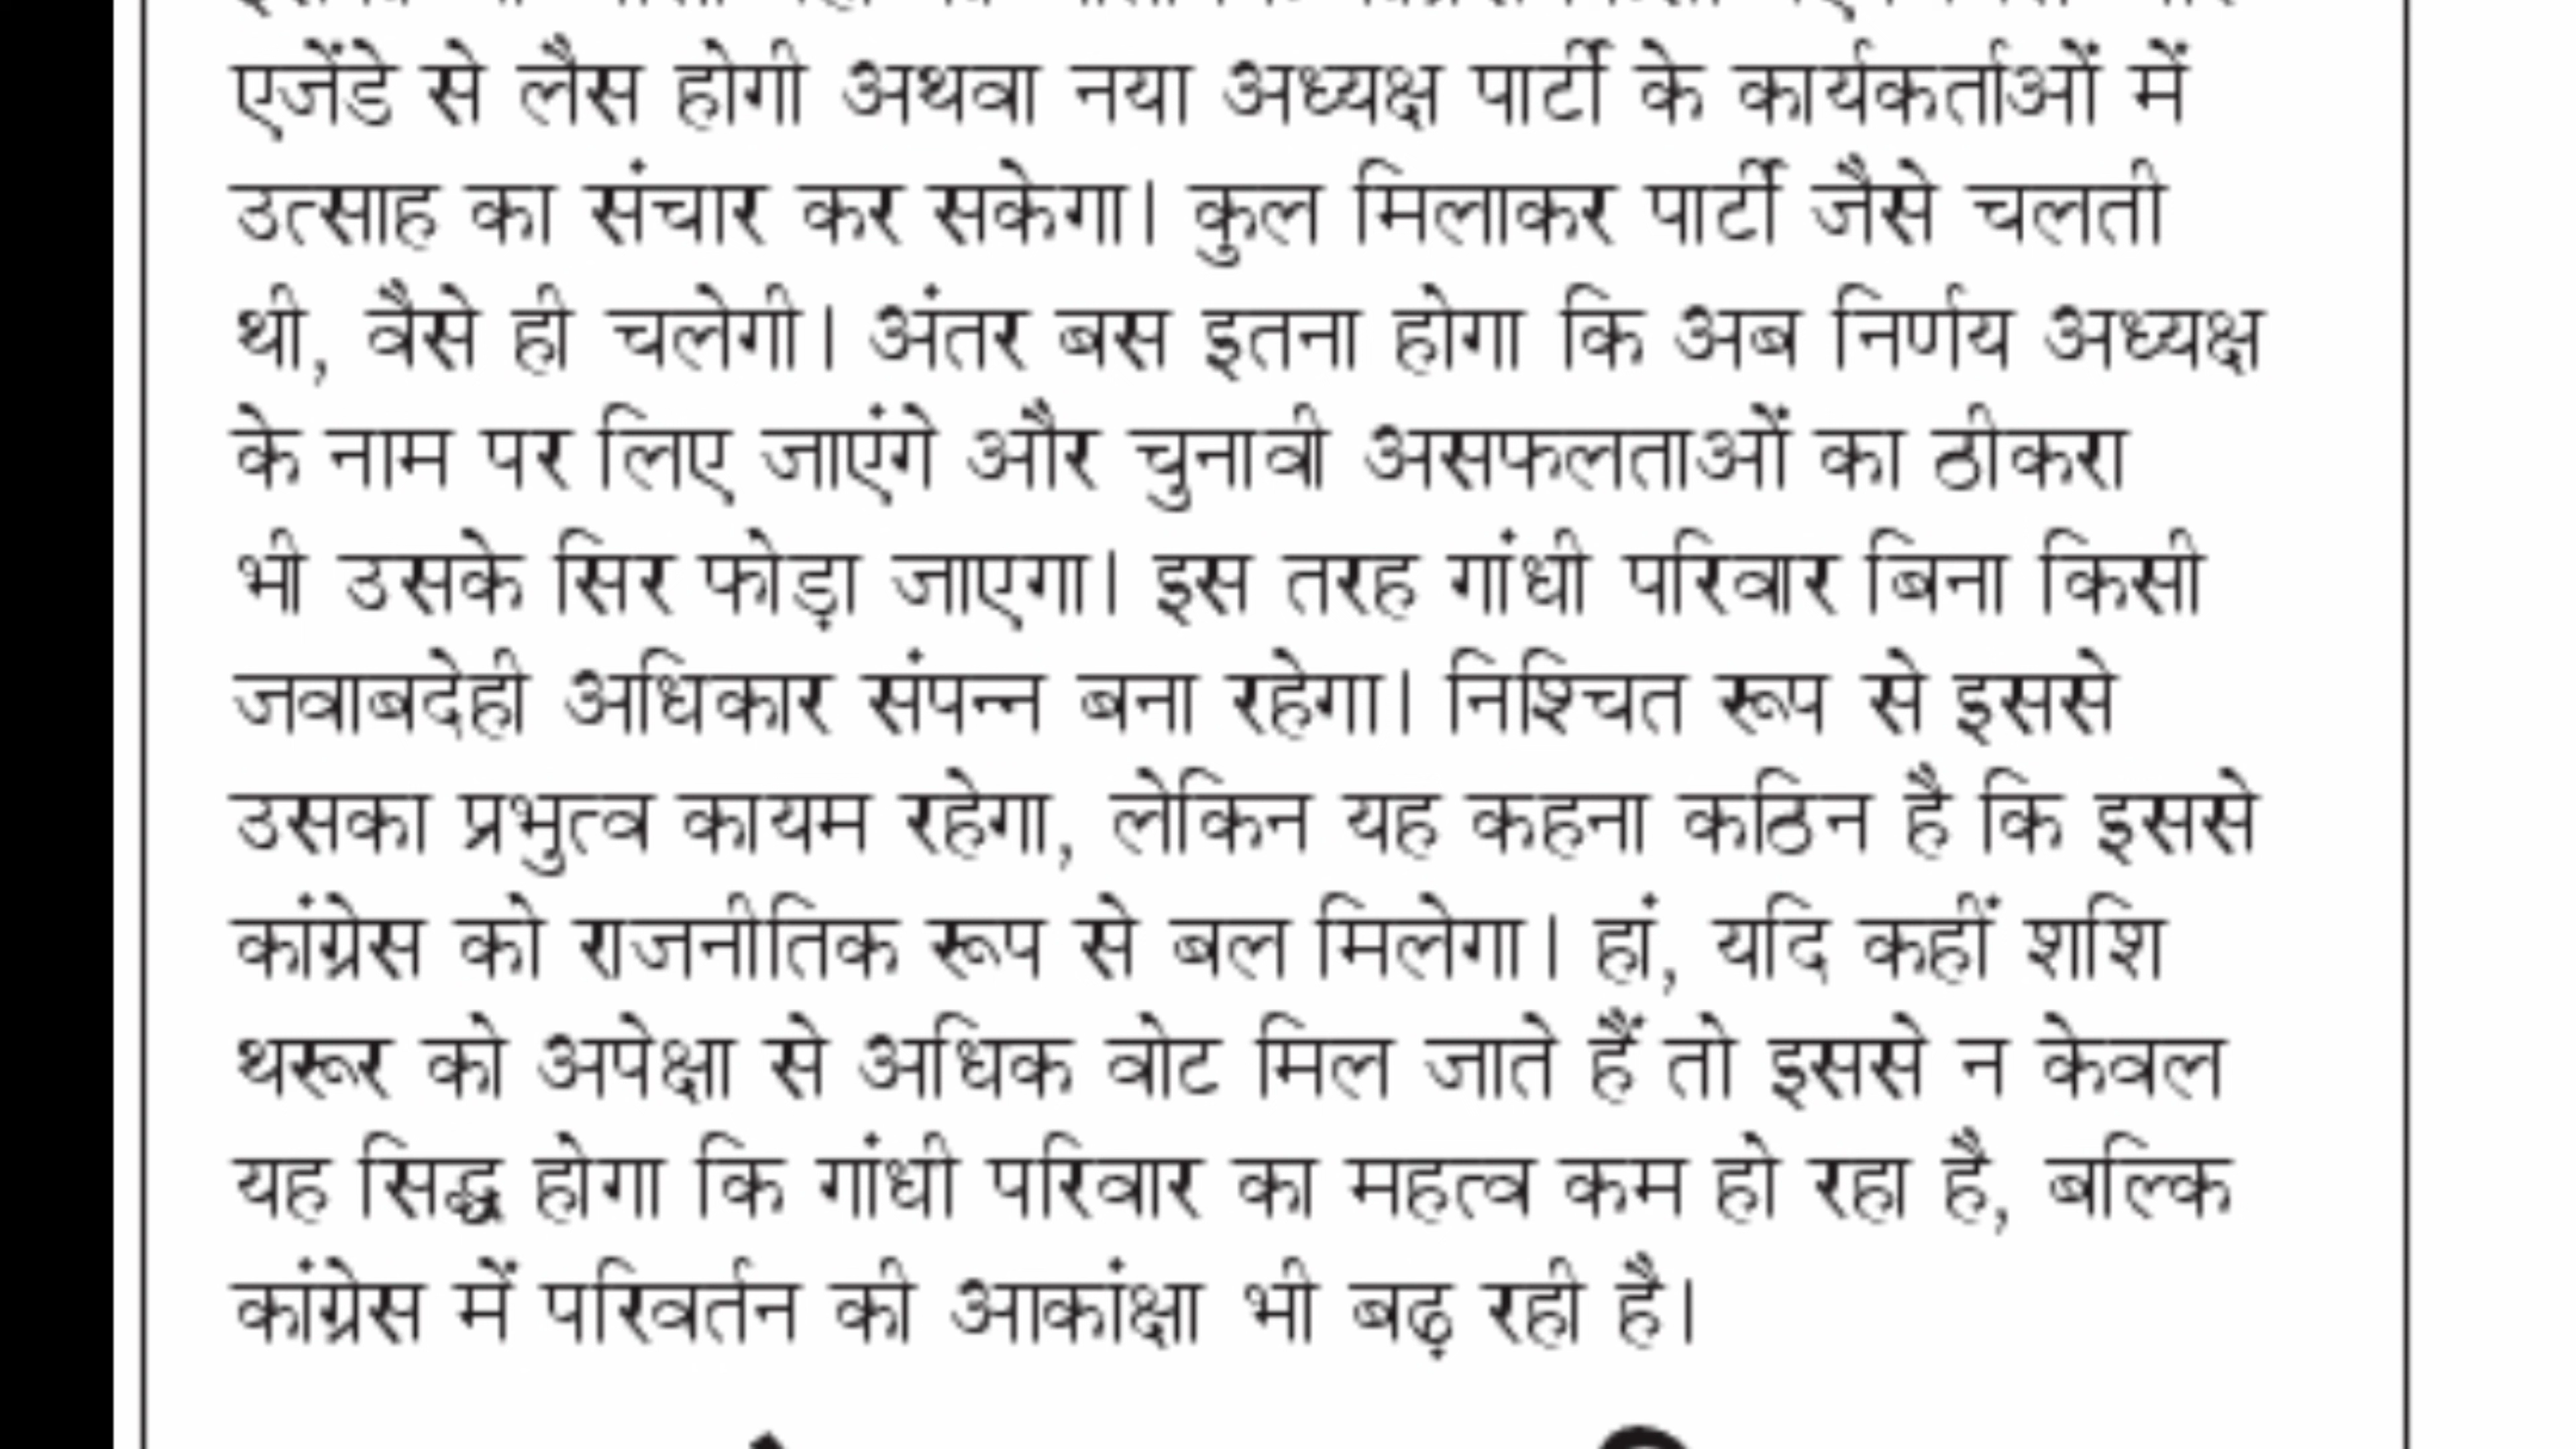 एजेंडे से लैस होगी अथवा नया अध्यक्ष पार्टी के कार्यकर्ताओं में
उत्साह का संचार कर सकेगा। कुल मिलाकर पार्टी जैसे चलती
थी, वैसे ही चलेगी। अंतर बस इतना होगा कि अब निर्णय अध्यक्ष
के नाम पर लिए जाएंगे और चुनावी असफलताओं का ठीकरा
भी उसके सिर फोड़ा जाएगा। इस तरह गांधी परिवार बिना किसी
जवाबदेही अधिकार संपन्न बना रहेगा। निश्चित रूप से इससे
उसका प्रभुत्व कायम रहेगा, लेकिन यह कहना कठिन है कि इससे
कांग्रेस को राजनीतिक रूप से बल मिलेगा। हां, यदि कहीं शशि
थरूर को अपेक्षा से अधिक वोट मिल जाते हैं तो इससे न केवल
यह सिद्ध होगा कि गांधी परिवार का महत्व कम हो रहा है, बल्कि
कांग्रेस में परिवर्तन की आकांक्षा भी बढ़ रही है।